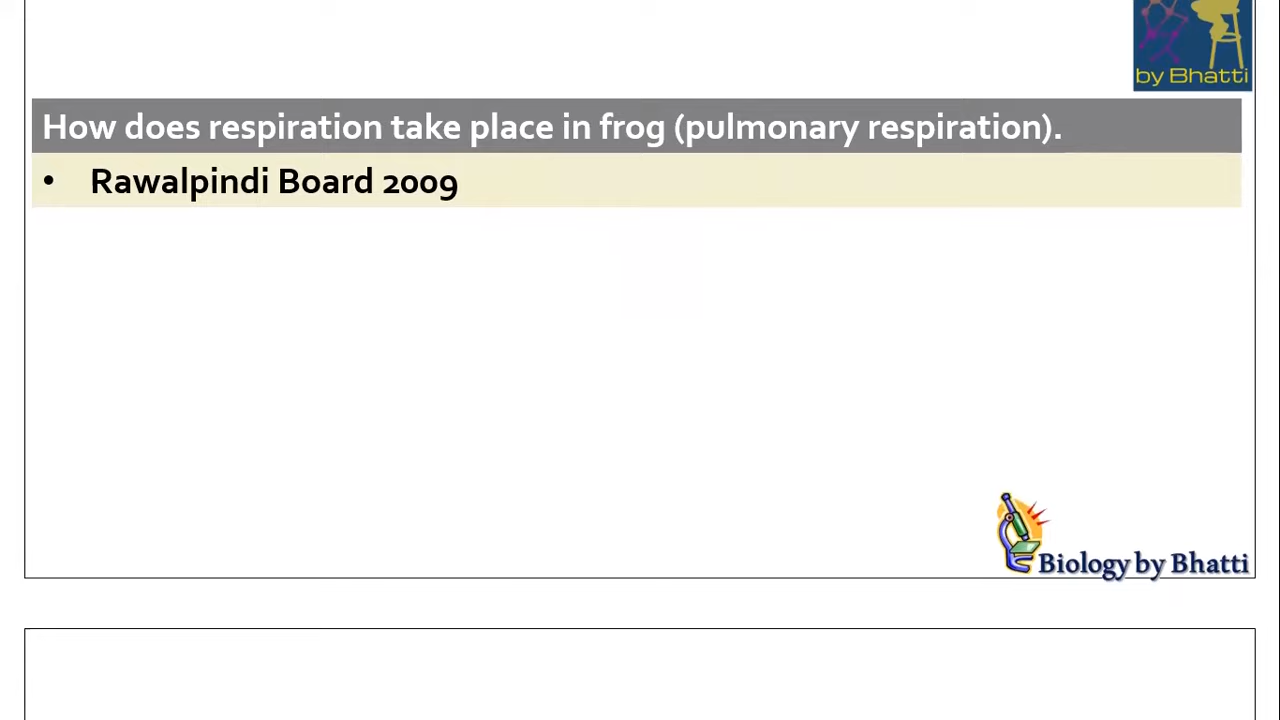 by Bhatti
How does respiration take place in frog (pulmonary respiration).
• Rawalpindi Board 2009
Biology by Bhatti